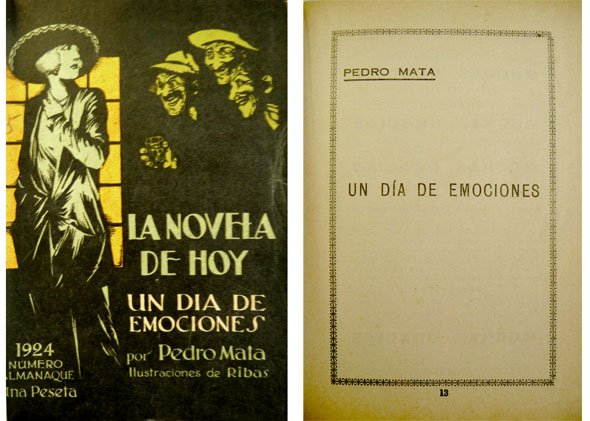 LA NOVELA
DE HOY
UN DIA DE
EMOCIONES
por Pedro Mata
Ilustraciones de Ribas
1924
NUMERO
ALMANAQUE
Una Peseta
PEDRO MATA
UN DÍA DE EMOCIONES
13